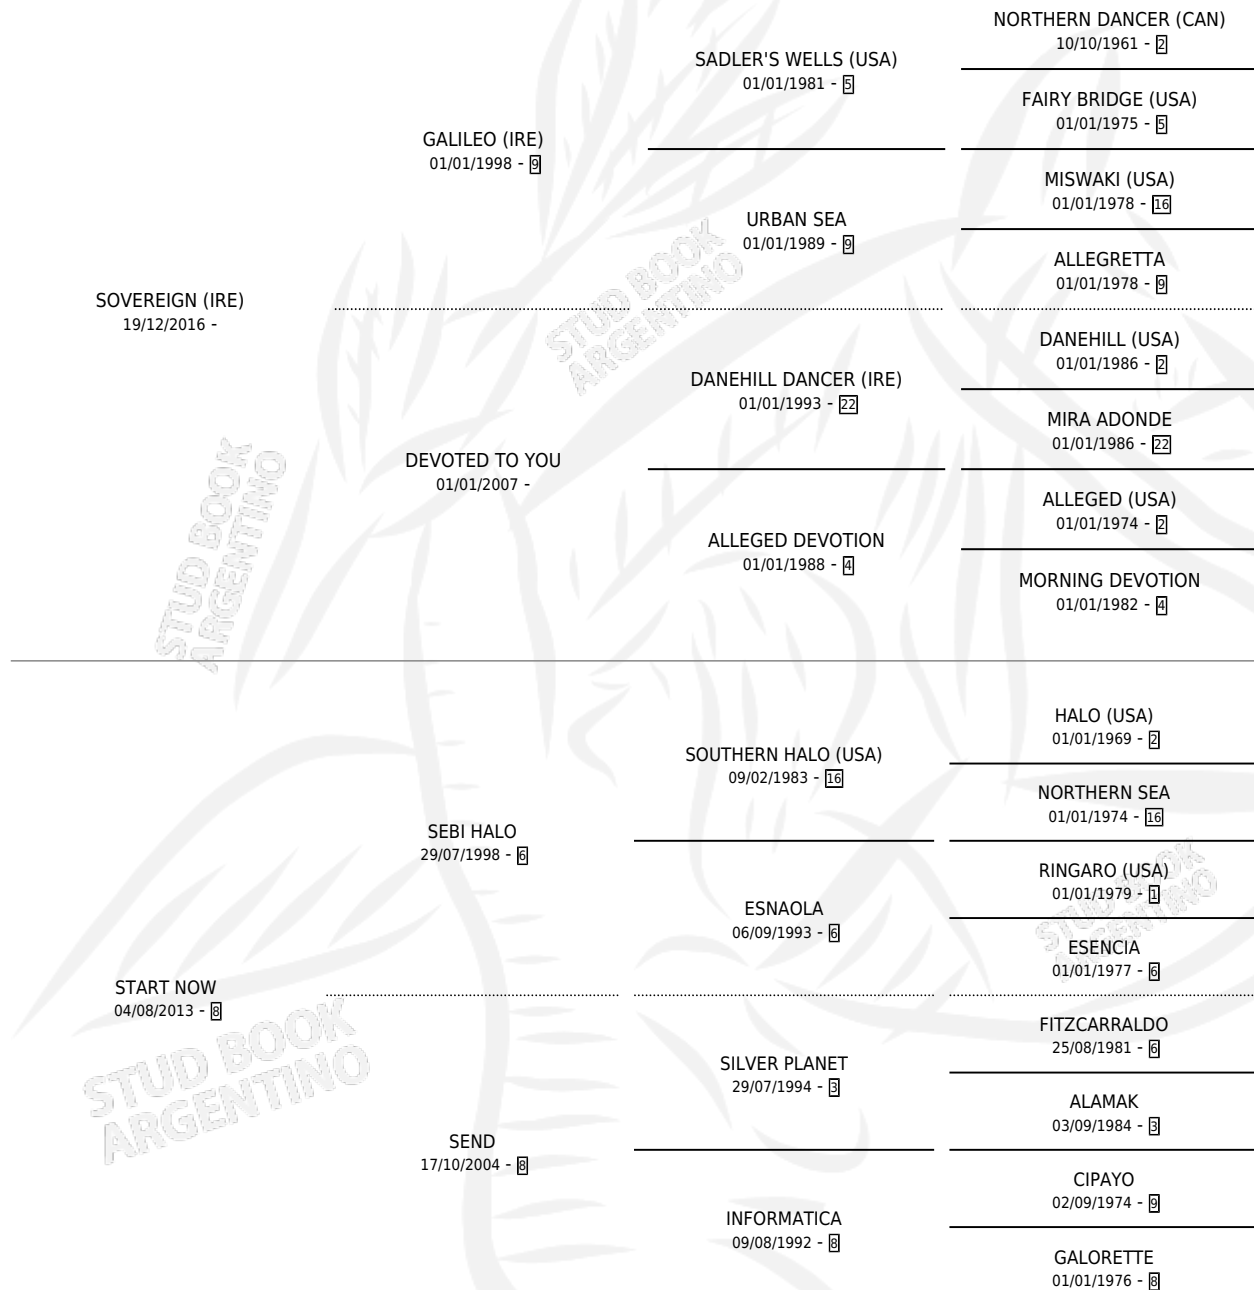 NORTHERN DANCER (CAN)
10/10/1961 - 2
SADLER'S WELLS (USA)
01/01/1981 - 5
FAIRY BRIDGE (USA)
01/01/1975 - 5
GALILEO (IRE)
01/01/1998 - 9
MISWAKI (USA)
01/01/1978 - 16
URBAN SEA
01/01/1989 - 9
ALLEGRETTA
01/01/1978 - 9
SOVEREIGN (IRE)
19/12/2016 -
STUD BOOK
ARGENTINO
DANEHILL (USA)
01/01/1986 - 2
DANEHILL DANCER (IRE)
01/01/1993 - 22
MIRA ADONDE
01/01/1986 - 22
DEVOTED TO YOU
01/01/2007 -
ALLEGED (USA)
01/01/1974 - 2
ALLEGED DEVOTION
01/01/1988 - 4
MORNING DEVOTION
01/01/1982 - 4
STUD BOOK
ARGENTINO
HALO (USA)
01/01/1969 - 2
SOUTHERN HALO (USA)
09/02/1983 - 16
NORTHERN SEA
01/01/1974 - 16
SEBI HALO
29/07/1998 - 6
RINGARO (USA)
01/01/1979 - 1
ESNAOLA
06/09/1993 - 6
ESENCIA
01/01/1977 - 6
STUD BOOK
ARGENTINO
START NOW
04/08/2013 - 8
STUD BOOK
ARGENTINO
FITZCARRALDO
25/08/1981 - 6
SILVER PLANET
29/07/1994 - 3
ALAMAK
03/09/1984 - 3
SEND
17/10/2004 - 8
CIPAYO
02/09/1974 - 9
INFORMATICA
09/08/1992 - 8
GALORETTE
01/01/1976 - 8